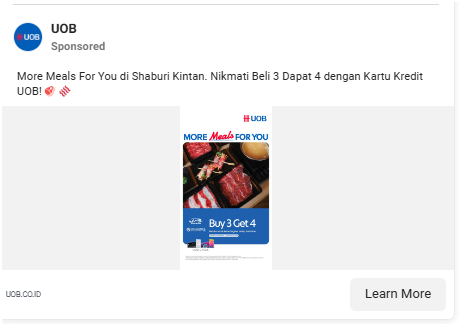 UOB
Sponsored
More Meals For You di Shaburi Kintan. Nikmati Beli 3 Dapat 4 dengan Kartu Kredit
UOB! 🥩 🥓
UOB
UOB
MORE Meals FOR YOU
Buy 3 Get 4
UOB.CO.ID
Learn More